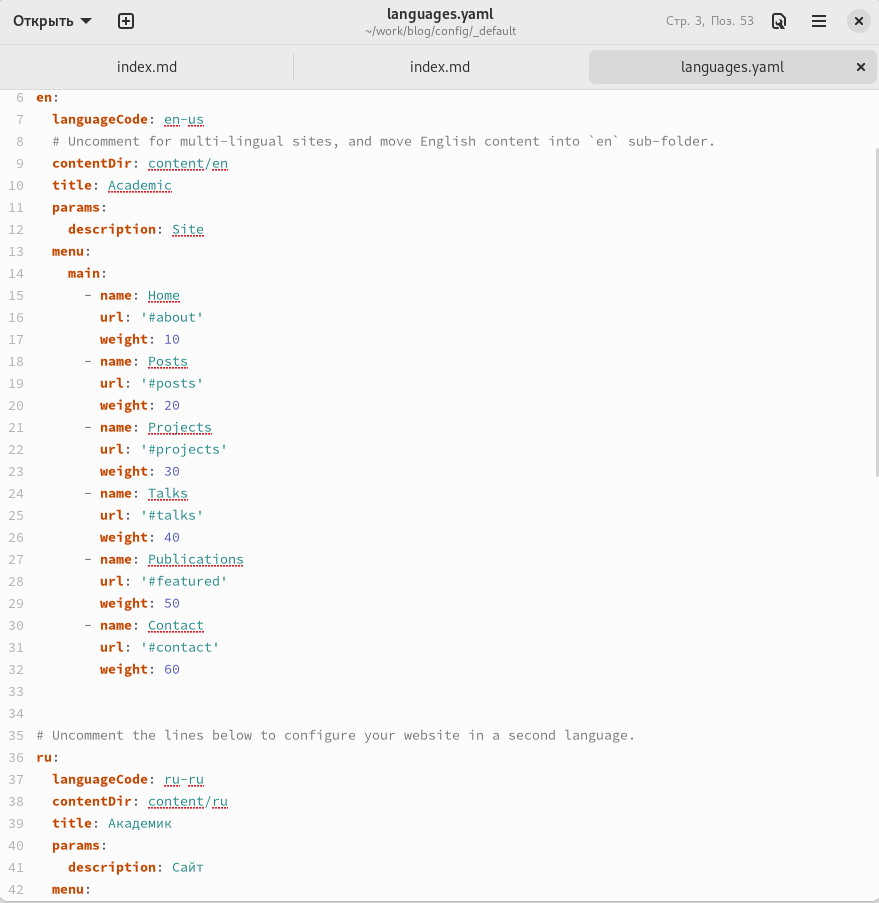 Открыть
languages.yaml
~/work/blog/config/_default
Стр. 3, Поз. 53
index.md
index.md
languages.yaml
6 en:
7   languageCode: en-us
8   # Uncomment for multi-lingual sites, and move English content into `en` sub-folder.
9   contentDir: content/en
10   title: Academic
11   params:
12     description: Site
13   menu:
14     main:
15       - name: Home
16         url: '#about'
17         weight: 10
18       - name: Posts
19         url: '#posts'
20         weight: 20
21       - name: Projects
22         url: '#projects'
23         weight: 30
24       - name: Talks
25         url: '#talks'
26         weight: 40
27       - name: Publications
28         url: '#featured'
29         weight: 50
30       - name: Contact
31         url: '#contact'
32         weight: 60
33
34
35 # Uncomment the lines below to configure your website in a second language.
36 ru:
37   languageCode: ru-ru
38   contentDir: content/ru
39   title: Академик
40   params:
41     description: Сайт
42   menu: